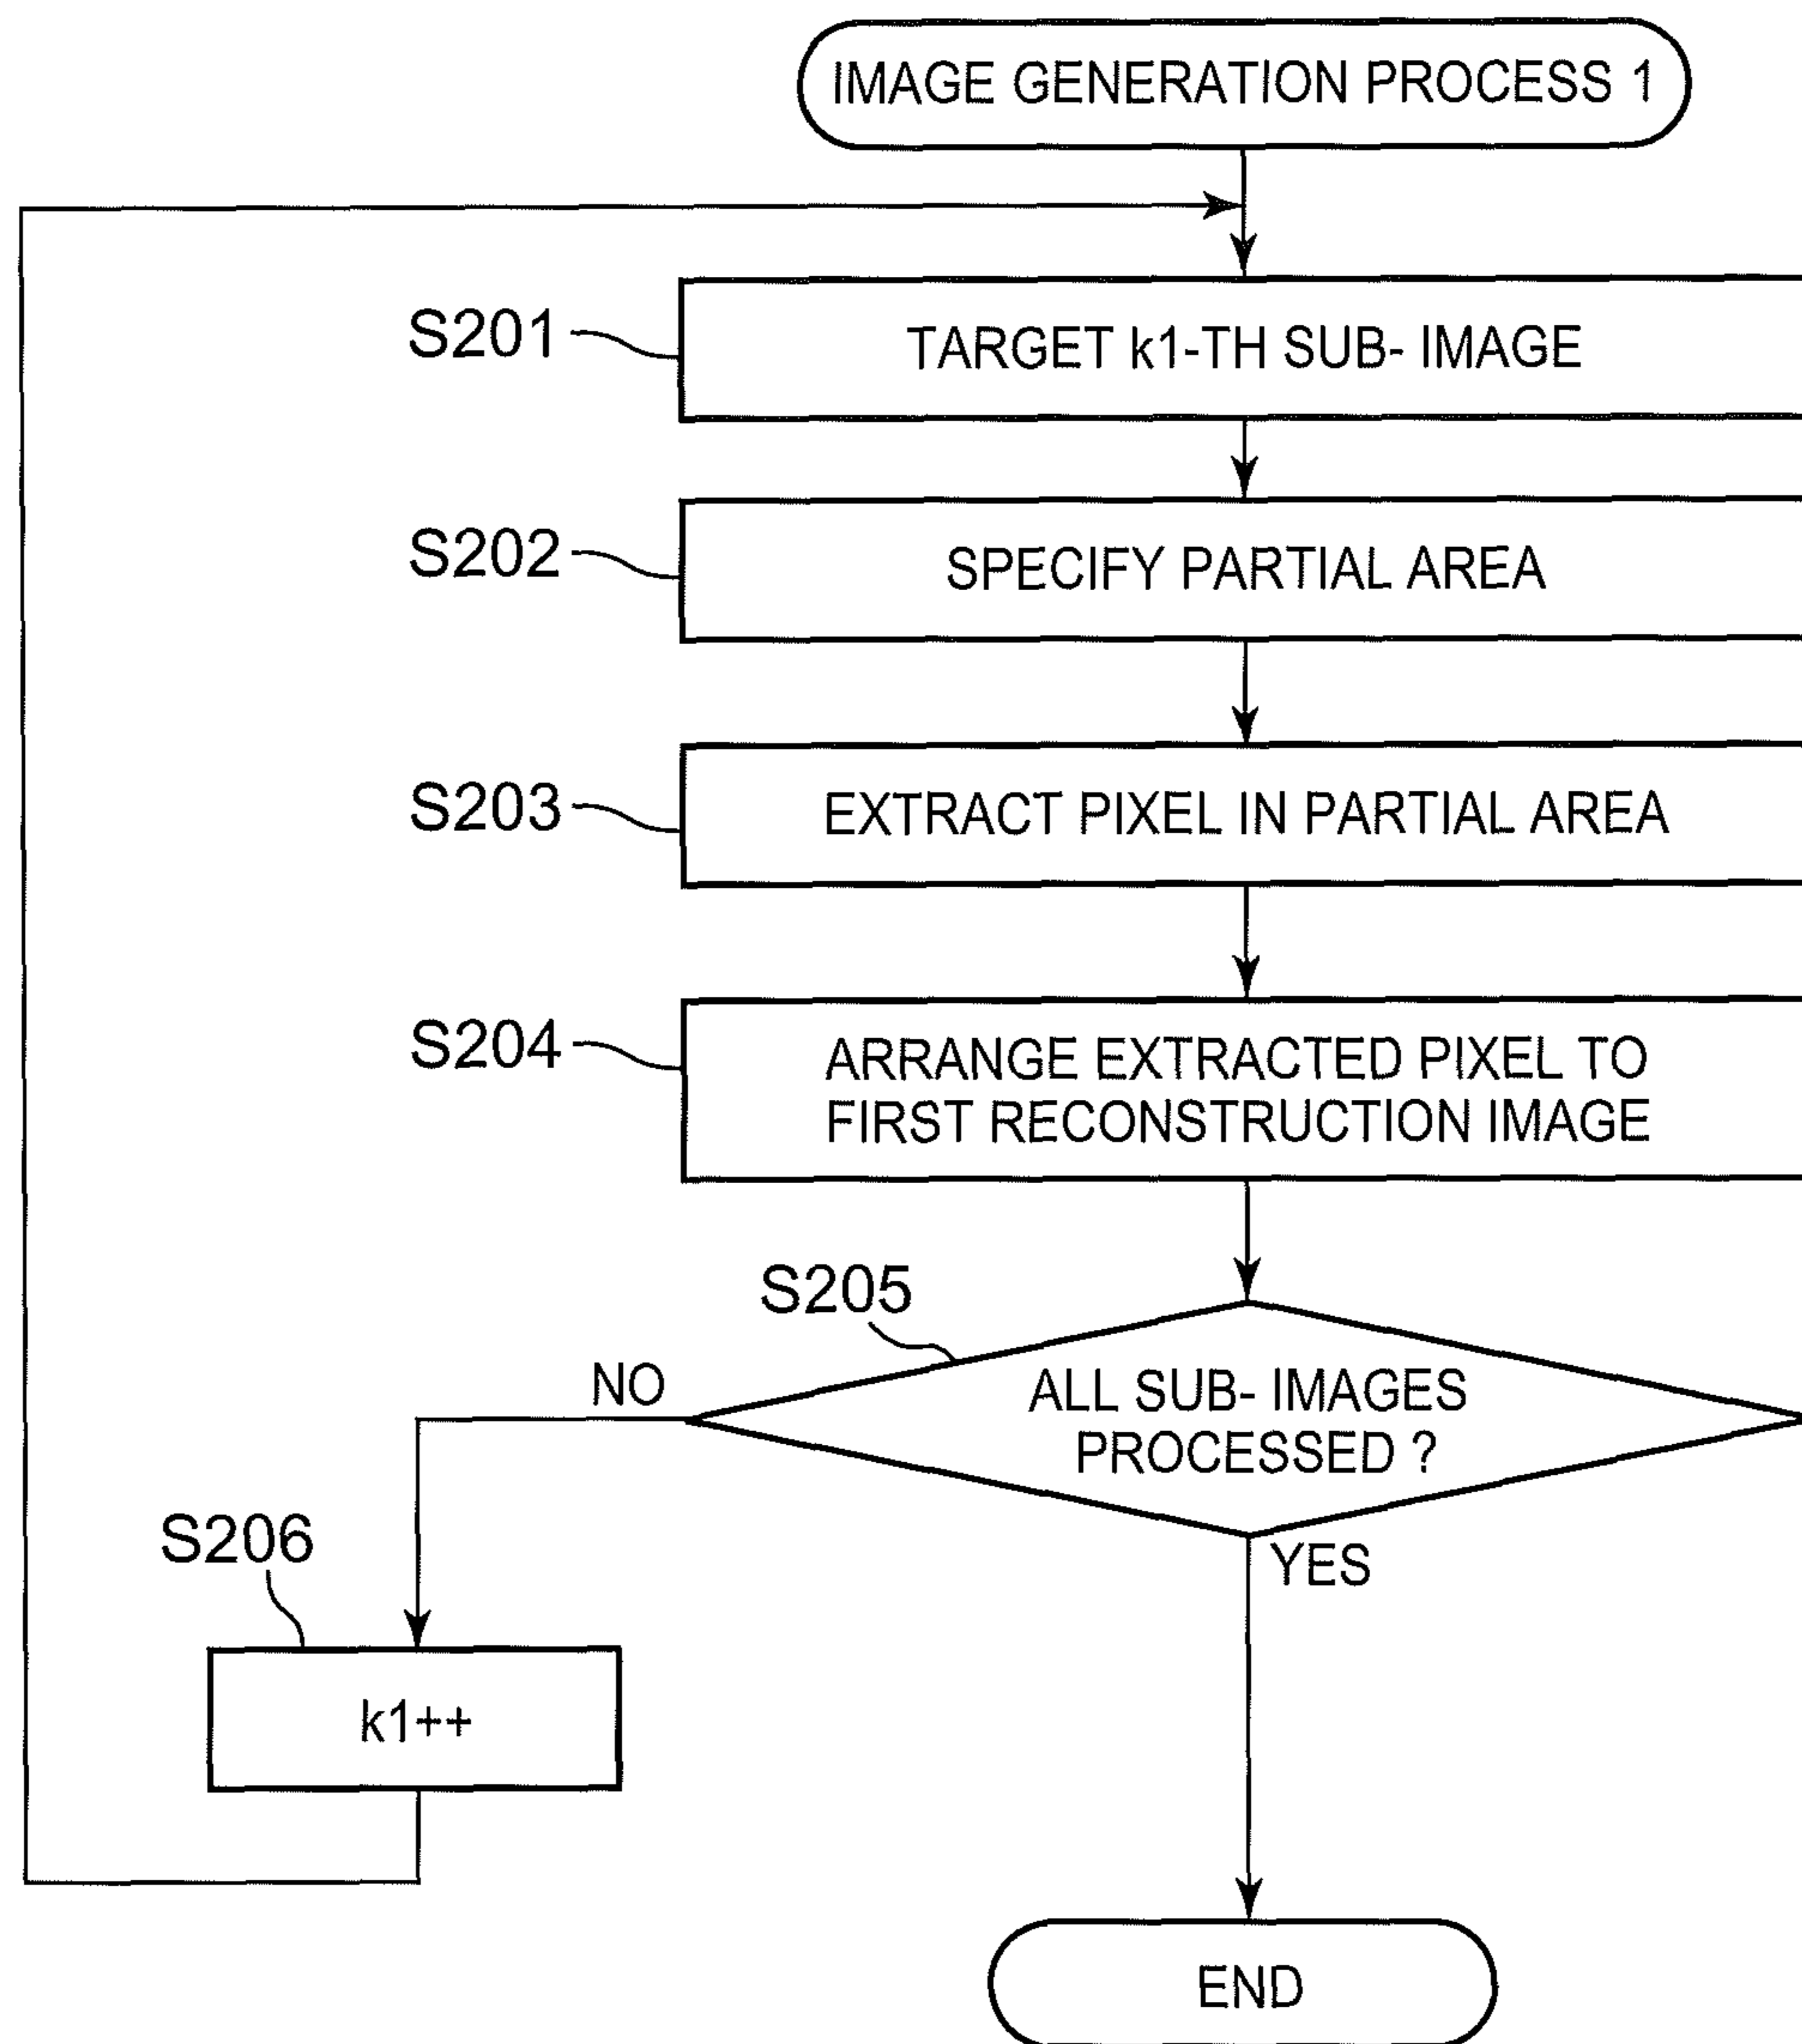 IMAGE GENERATION PROCESS 1
S201
TARGET k1-TH SUB- IMAGE
S202
SPECIFY PARTIAL AREA
S203
EXTRACT PIXEL IN PARTIAL AREA
S204
ARRANGE EXTRACTED PIXEL TO
FIRST RECONSTRUCTION IMAGE
S205
ALL SUB- IMAGES
PROCESSED ?
NO
YES
S206
k1++
END